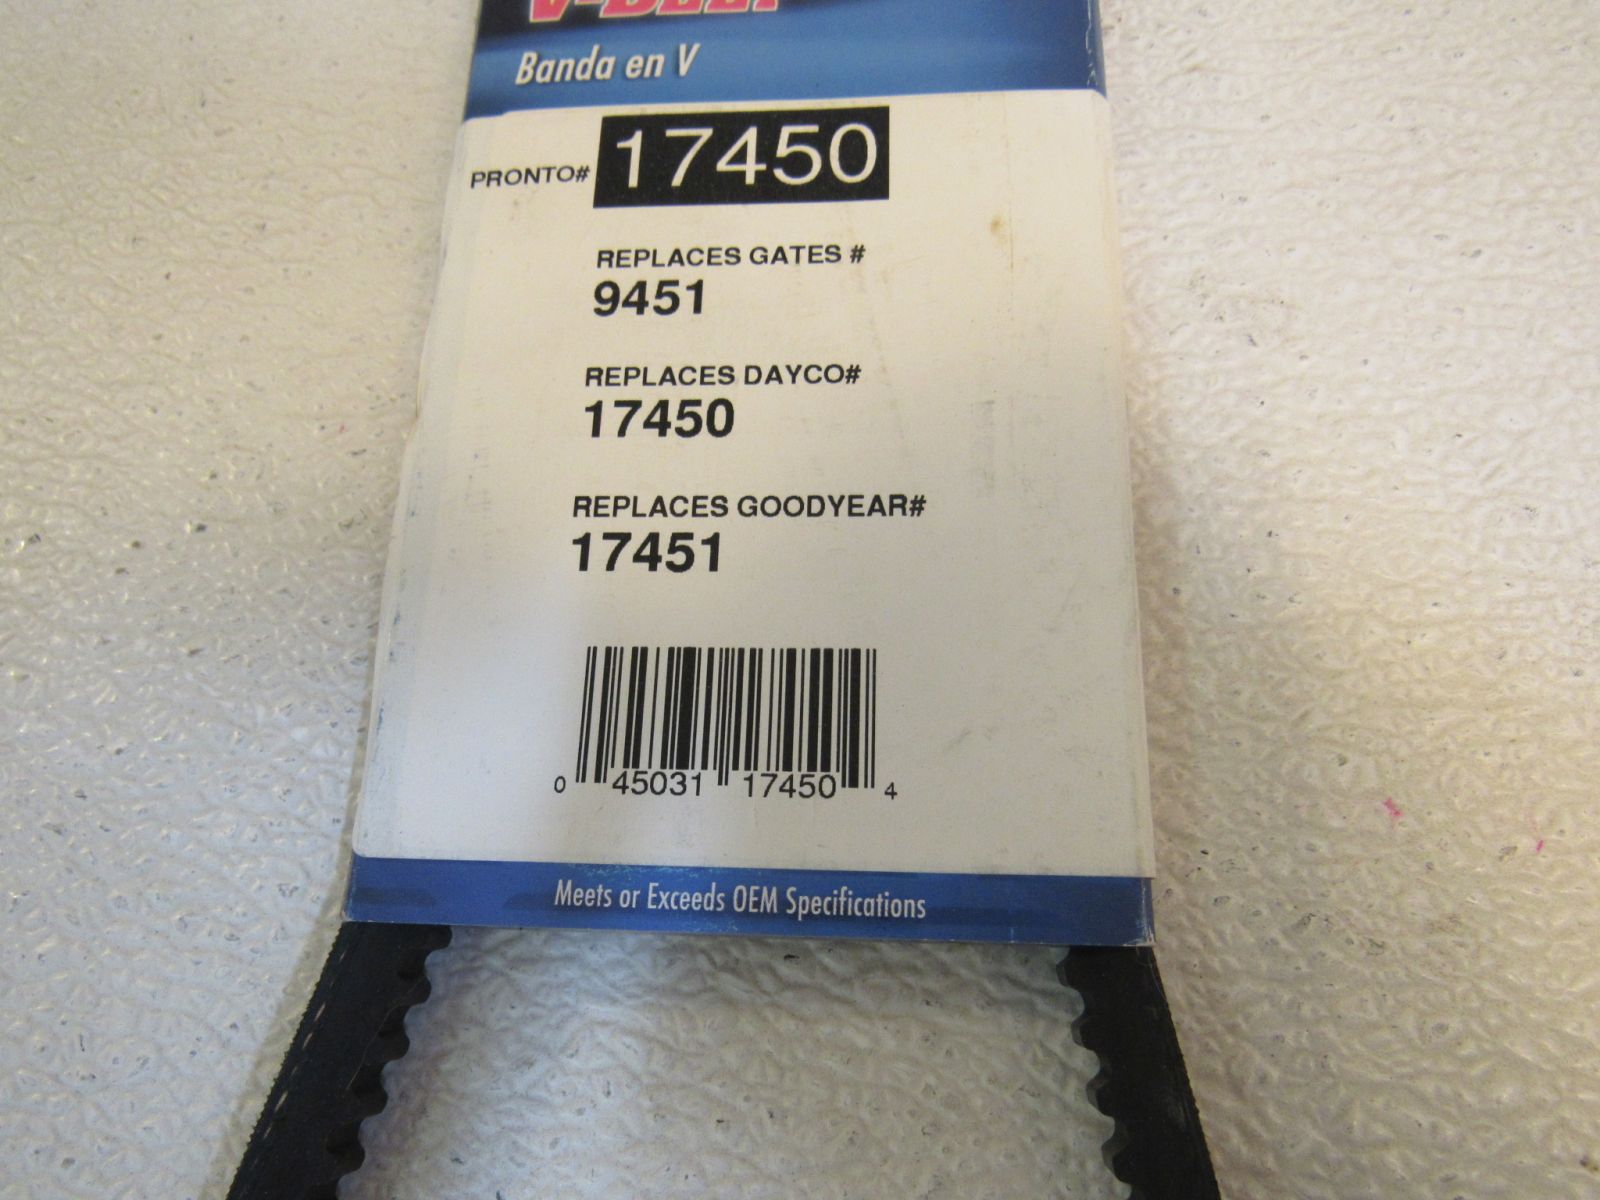 V-BELT
Banda en V
PRONTO# 17450
REPLACES GATES #
9451
REPLACES DAYCO#
17450
REPLACES GOODYEAR#
17451
0 45031 17450 4
Meets or Exceeds OEM Specifications